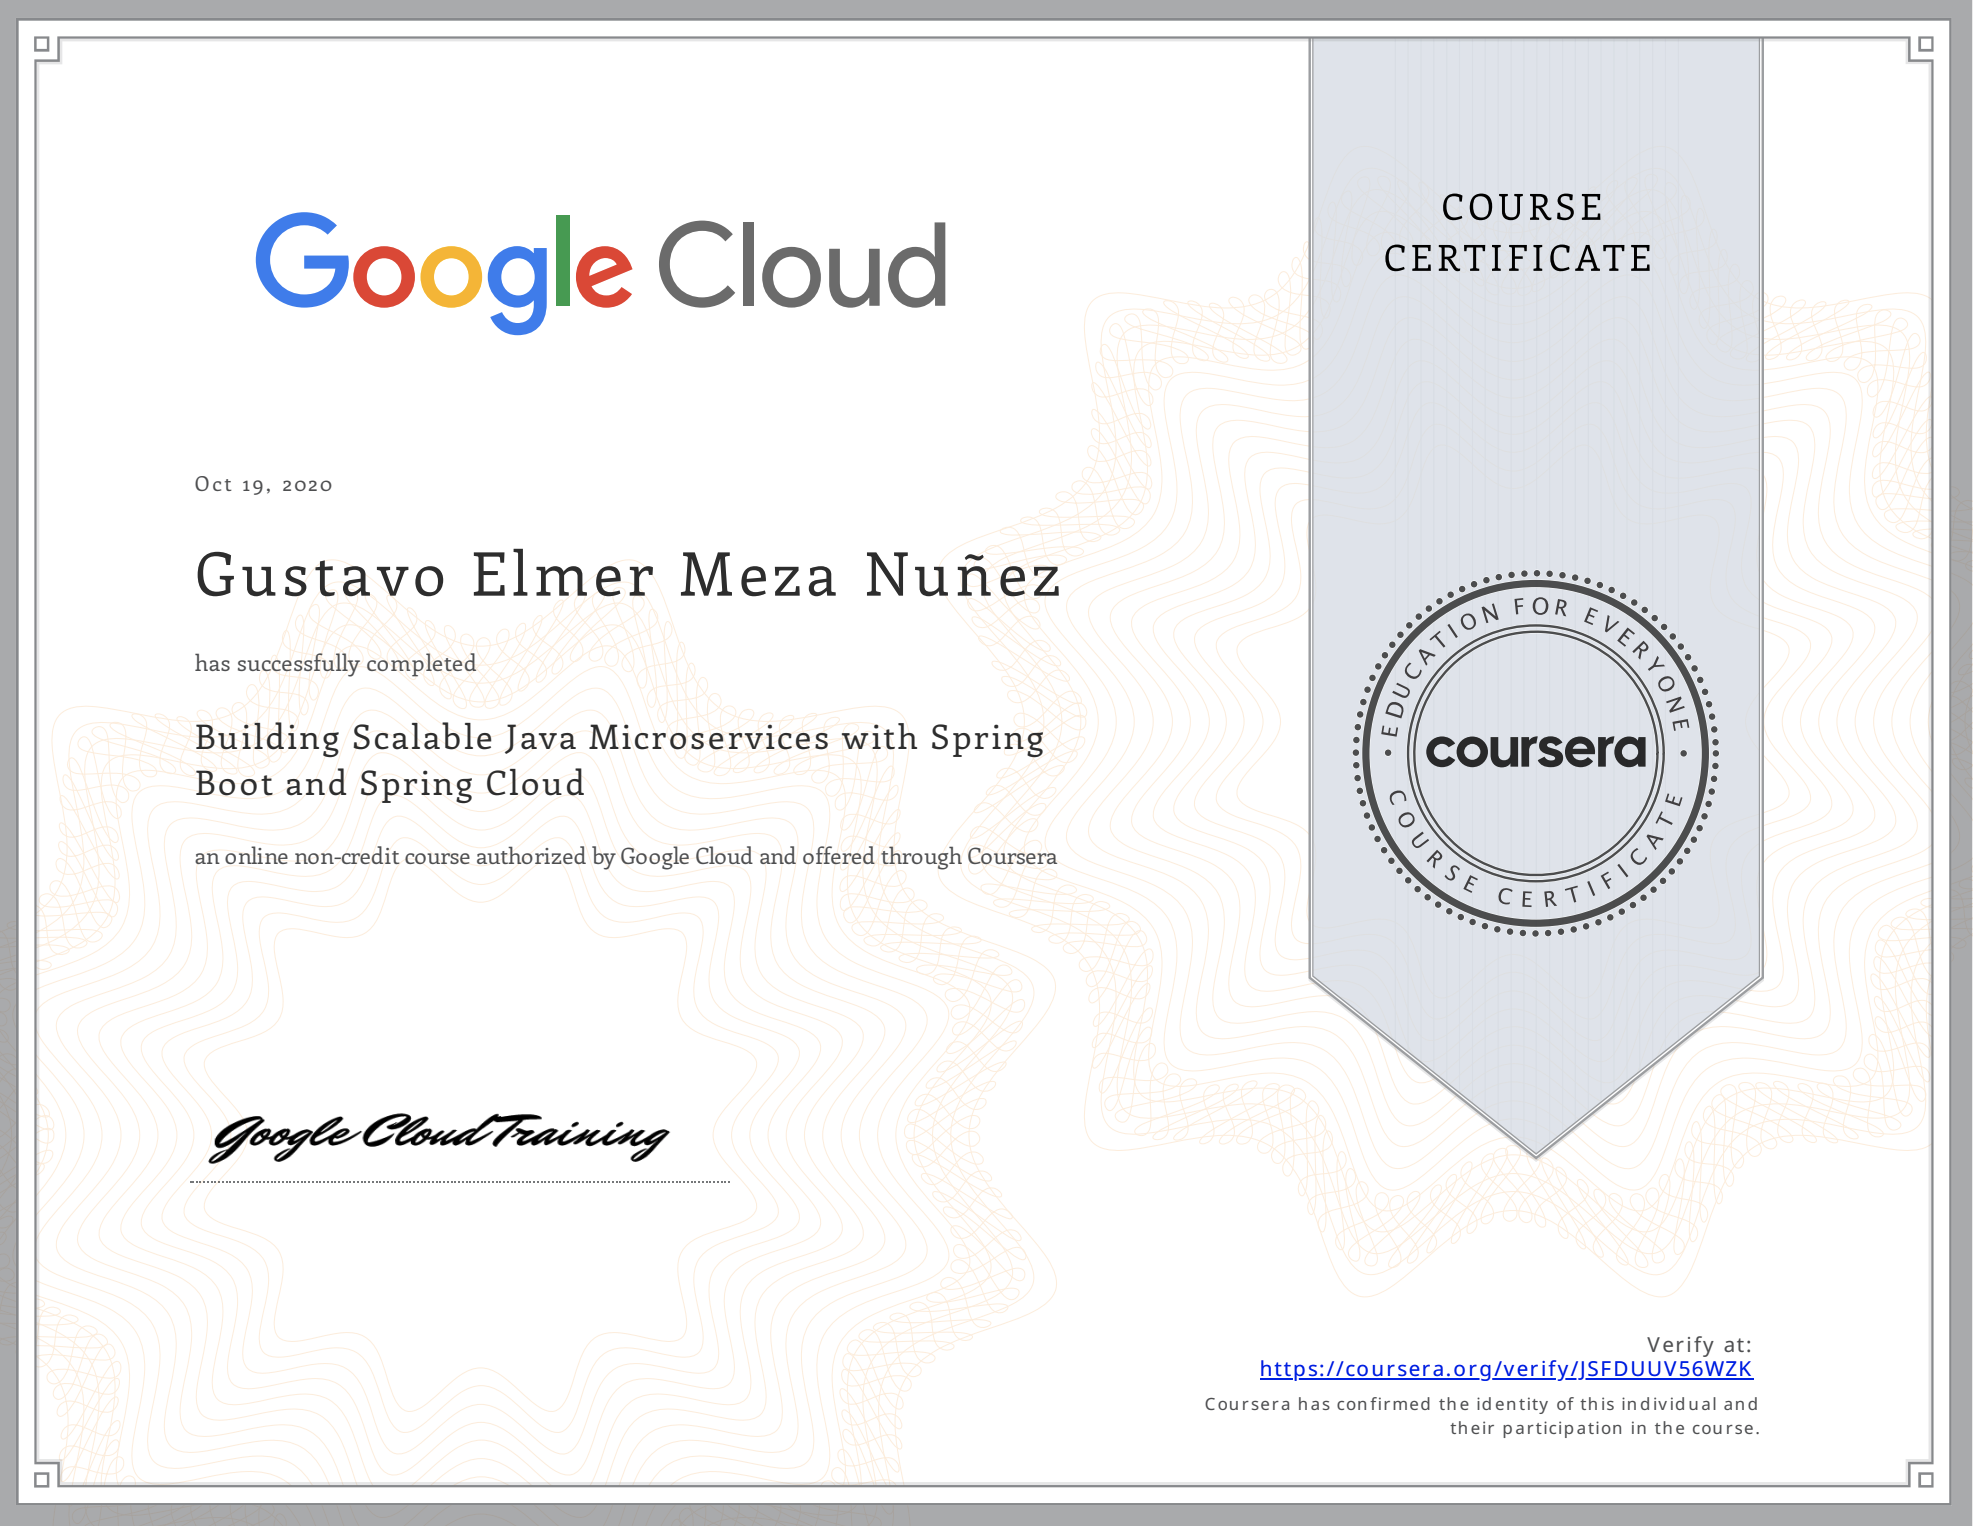 Google Cloud
COURSE
CERTIFICATE
Oct 19, 2020
Gustavo Elmer Meza Nuñez
has successfully completed
Building Scalable Java Microservices with Spring
Boot and Spring Cloud
an online non-credit course authorized by Google Cloud and offered through Coursera
EDUCATION FOR EVERYONE
coursera
COURSE CERTIFICATE
Google Cloud Training
Verify at:
https://coursera.org/verify/JSFDUUV56WZK
Coursera has confirmed the identity of this individual and
their participation in the course.